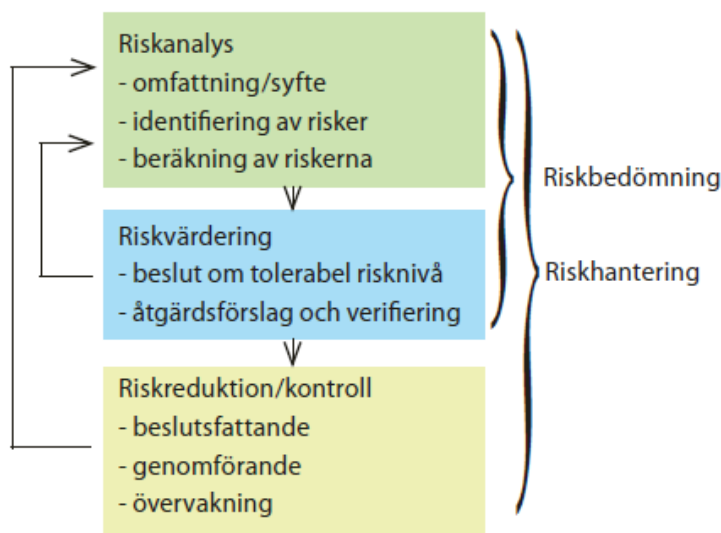 Riskanalys
- omfattning/syfte
- identifiering av risker
- beräkning av riskerna
Riskvärdering
- beslut om tolerabel risknivå
- åtgärdsförslag och verifiering
Riskreduktion/kontroll
- beslutsfattande
- genomförande
- övervakning
Riskbedömning
Riskhantering